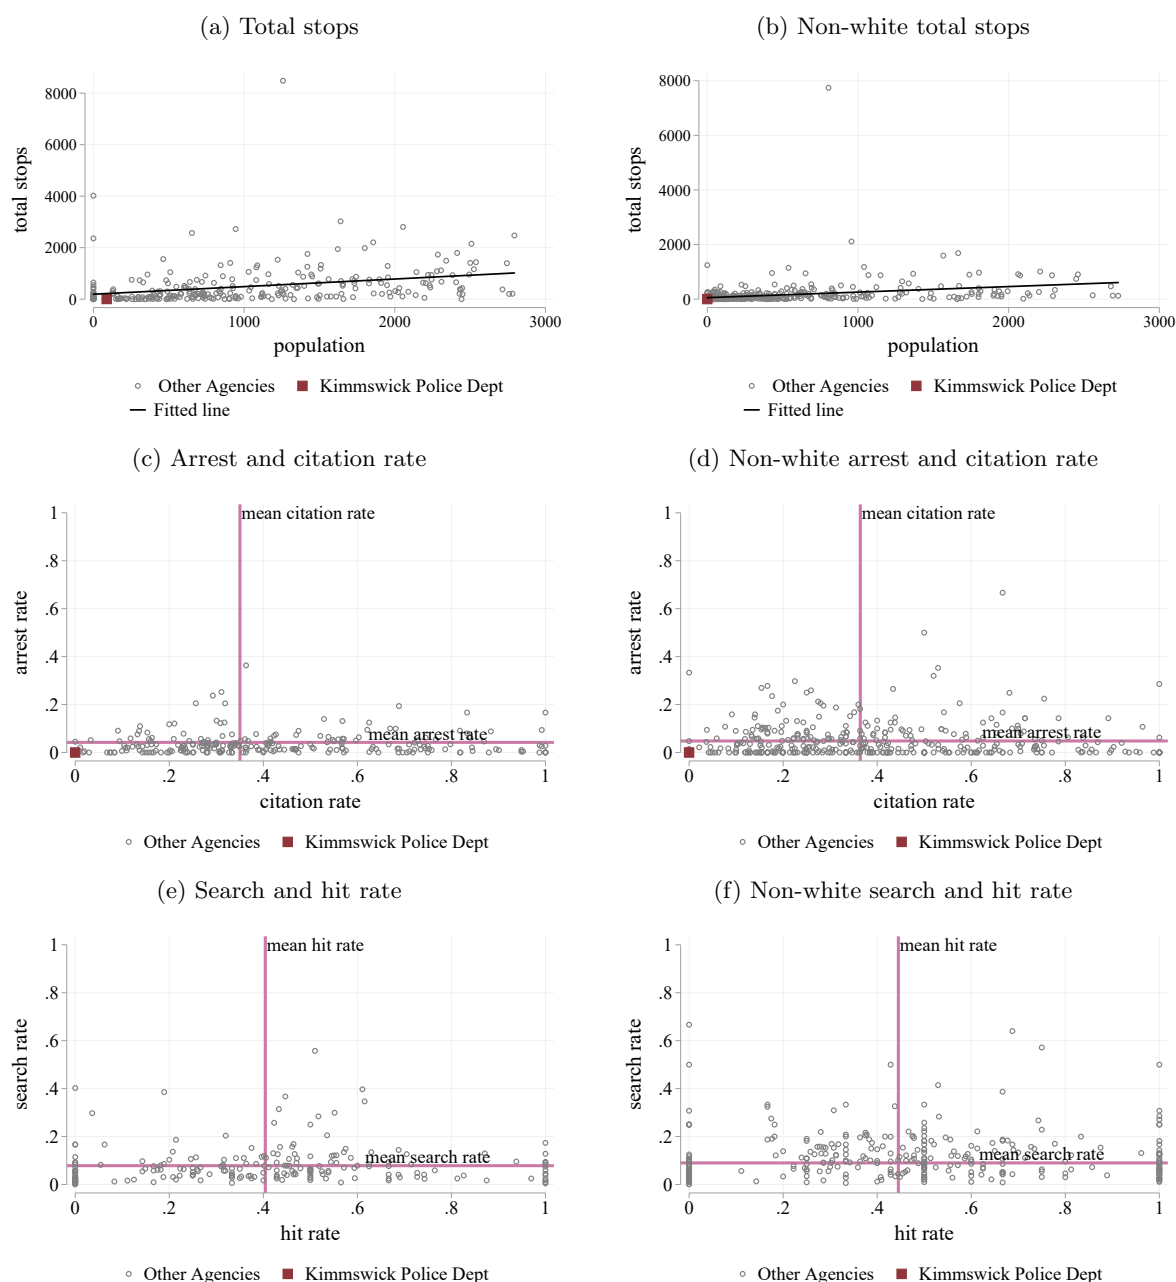 (a) Total stops
(b) Non-white total stops
8000
6000
4000
2000
0
total stops
0 1000 2000 3000
population
Other Agencies Kimmswick Police Dept
Fitted line
8000
6000
4000
2000
0
total stops
0 1000 2000 3000
population
Other Agencies Kimmswick Police Dept
Fitted line
(c) Arrest and citation rate
(d) Non-white arrest and citation rate
mean citation rate
1
.8
.6
.4
.2
0
arrest rate
mean arrest rate
0 .2 .4 .6 .8 1
citation rate
Other Agencies Kimmswick Police Dept
mean citation rate
1
.8
.6
.4
.2
0
arrest rate
mean arrest rate
0 .2 .4 .6 .8 1
citation rate
Other Agencies Kimmswick Police Dept
(e) Search and hit rate
(f) Non-white search and hit rate
mean hit rate
1
.8
.6
.4
.2
0
search rate
mean search rate
0 .2 .4 .6 .8 1
hit rate
Other Agencies Kimmswick Police Dept
mean hit rate
1
.8
.6
.4
.2
0
search rate
mean search rate
0 .2 .4 .6 .8 1
hit rate
Other Agencies Kimmswick Police Dept